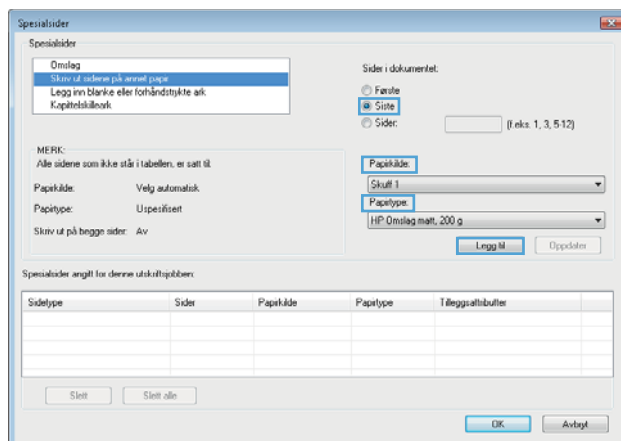 Spesialsider
Spesialsider
Omslag
Skriv ut sidene på annet papir
Legg inn blanke eller forhåndstrykte ark
Kapittelskilleark
Sider i dokumentet:
Første
Siste
Sider:
(f.eks. 1, 3, 5-12)
MERK:
Alle sidene som ikke står i tabellen, er satt til:
Papirkilde: Velg automatisk
Papirtype: Uspesifisert
Skriv ut på begge sider: Av
Papirkilde:
Skuff 1
Papirtype:
HP Omslag matt, 200 g
Legg til Oppdater
Spesialsider angitt for denne utskriftsjobben:
Sidetype Sider Papirkilde Papirtype Tilleggsattributter
Slett Slett alle
OK Avbryt